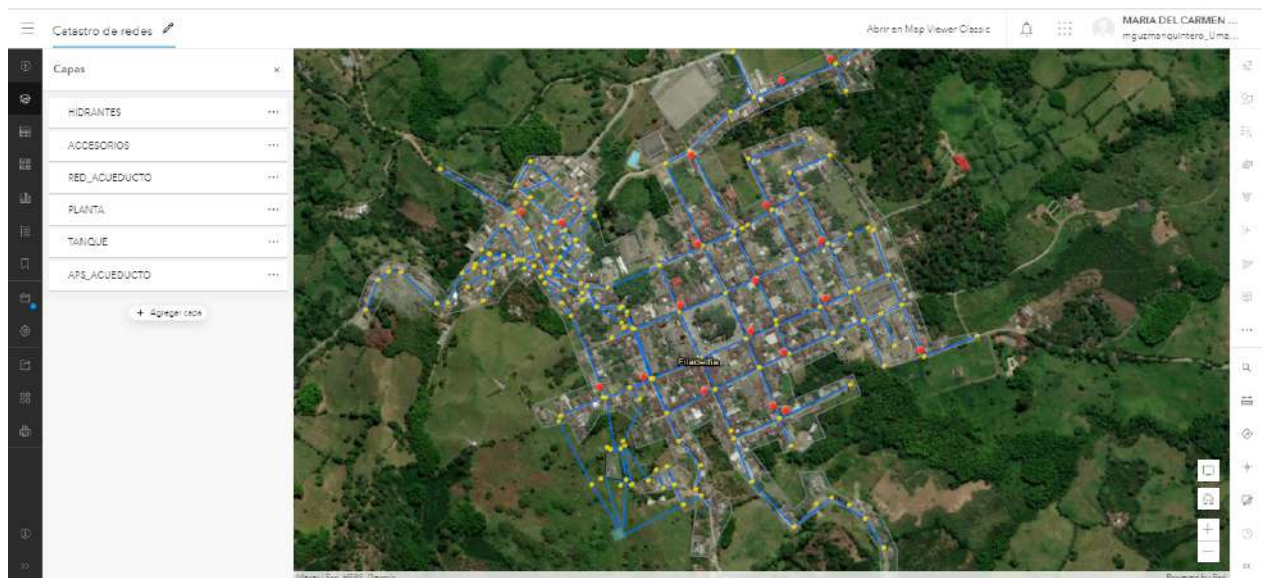 Catastro de redes
Abrir en Map Viewer Classic
MARIA DEL CARMEN ...
mguzmanquintero_Uma...
Capas
HIDRANTES
ACCESORIOS
RED_ACUEDUCTO
PLANTA
TANQUE
APS_ACUEDUCTO
+ Agregar capa
Filadelfia
Powered by Esri